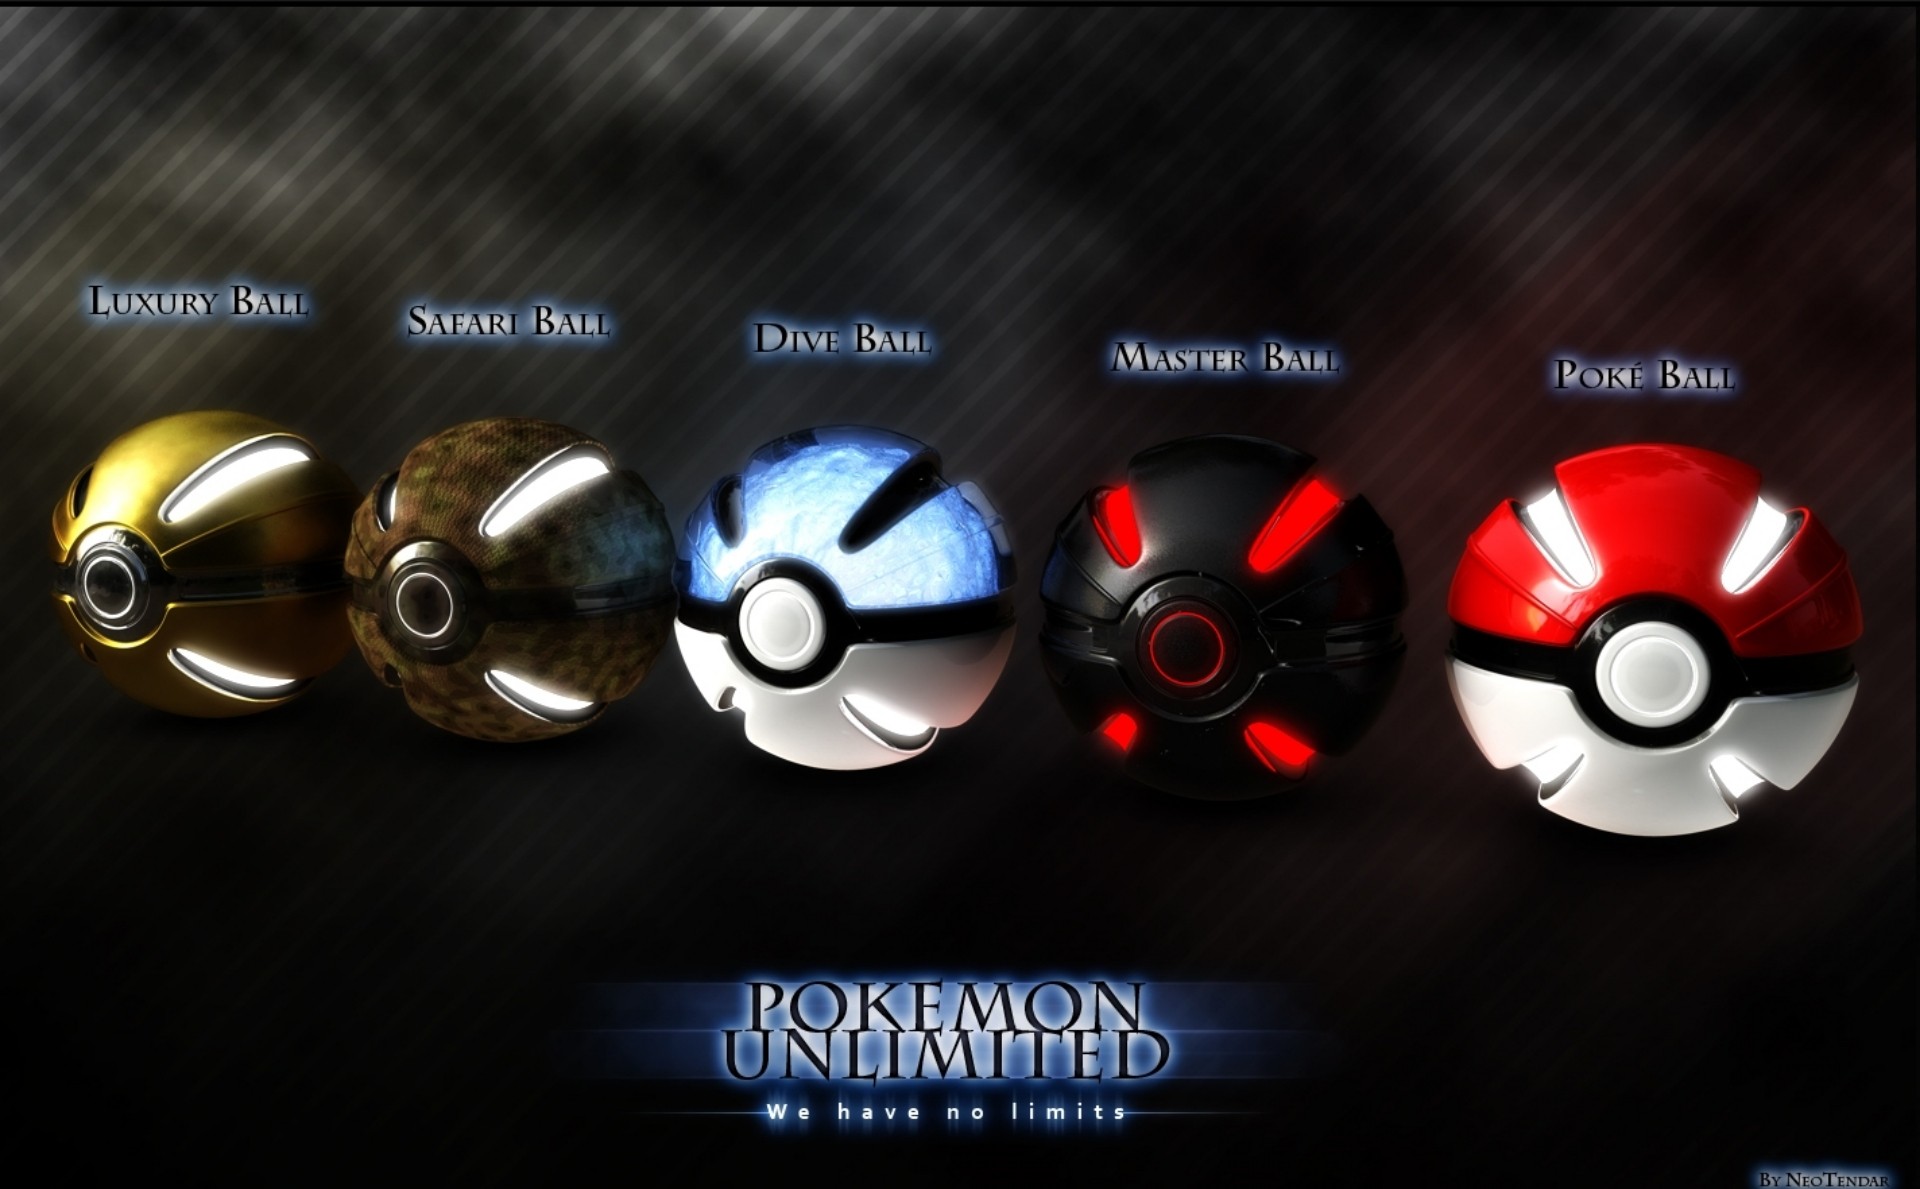 Luxury Ball
Safari Ball
Dive Ball
Master Ball
Poké Ball
POKEMON
UNLIMITED
We have no limits
By NeoTendar